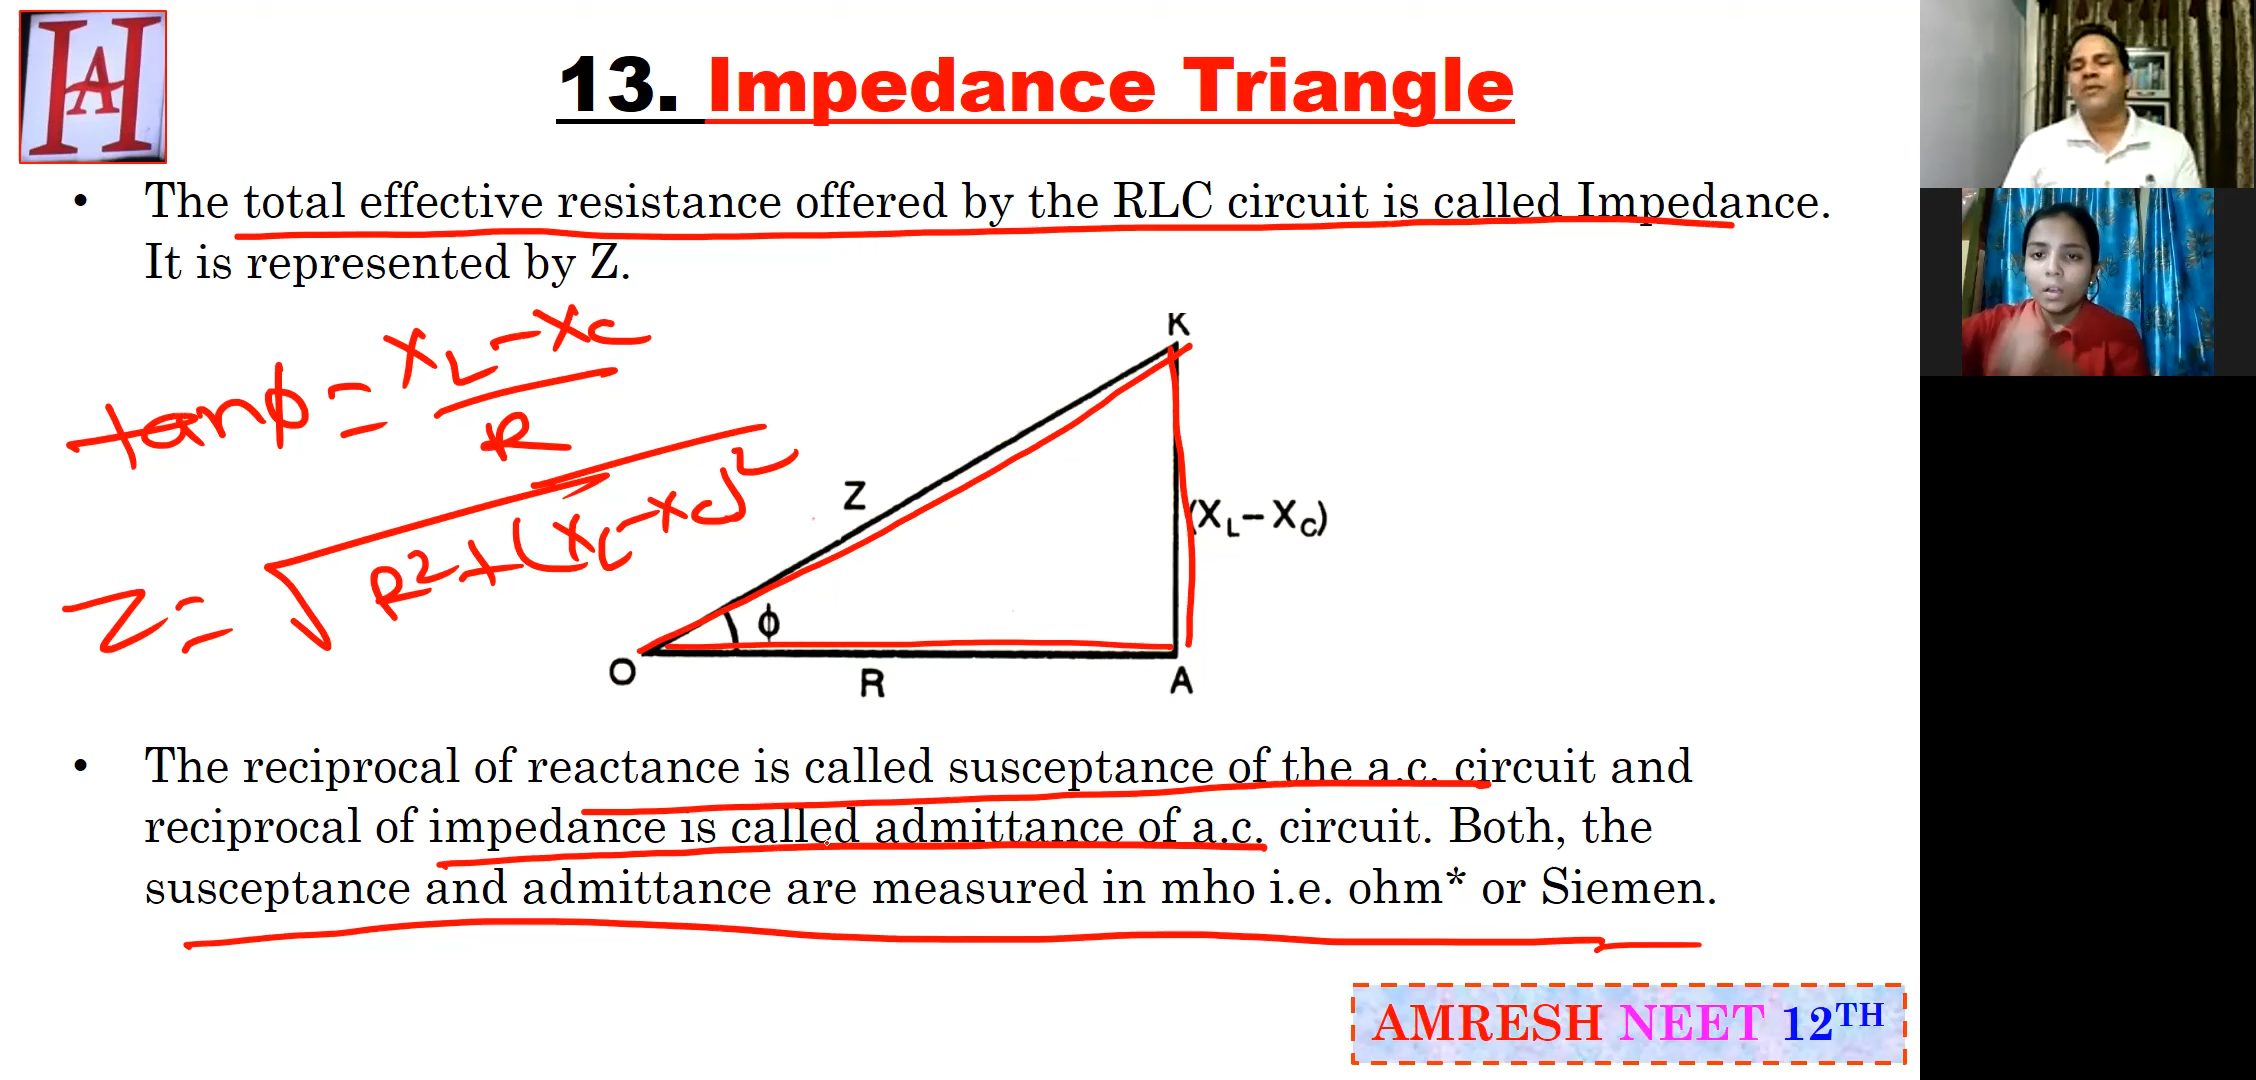 HA
13. Impedance Triangle
• The total effective resistance offered by the RLC circuit is called Impedance.
It is represented by Z.
tanϕ = XL - XC / R
Z = √R² + (XL - XC)²
K
Z
(XL − XC)
ϕ
O
R
A
• The reciprocal of reactance is called susceptance of the a.c. circuit and
reciprocal of impedance is called admittance of a.c. circuit. Both, the
susceptance and admittance are measured in mho i.e. ohm* or Siemen.
AMRESH NEET 12TH